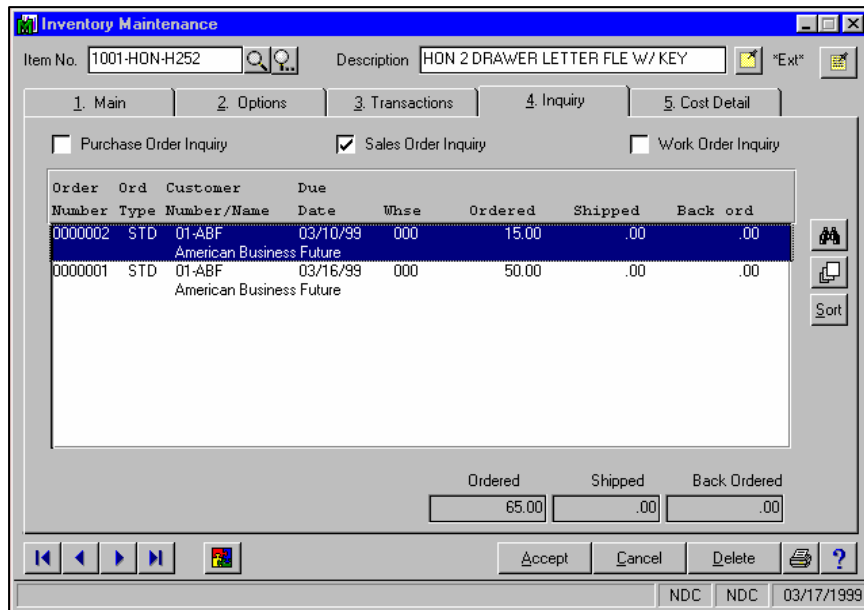 Inventory Maintenance
Item No. 1001-HON-H252 Description HON 2 DRAWER LETTER FLE W/ KEY *Ext*
1. Main 2. Options 3. Transactions 4. Inquiry 5. Cost Detail
Purchase Order Inquiry Sales Order Inquiry Work Order Inquiry
Order Ord Customer Due
Number Type Number/Name Date Whse Ordered Shipped Back ord
0000002 STD 01-ABF 03/10/99 000 15.00 .00 .00
American Business Future
0000001 STD 01-ABF 03/16/99 000 50.00 .00 .00
American Business Future
Sort
Ordered Shipped Back Ordered
65.00 .00 .00
Accept Cancel Delete ?
NDC NDC 03/17/1999